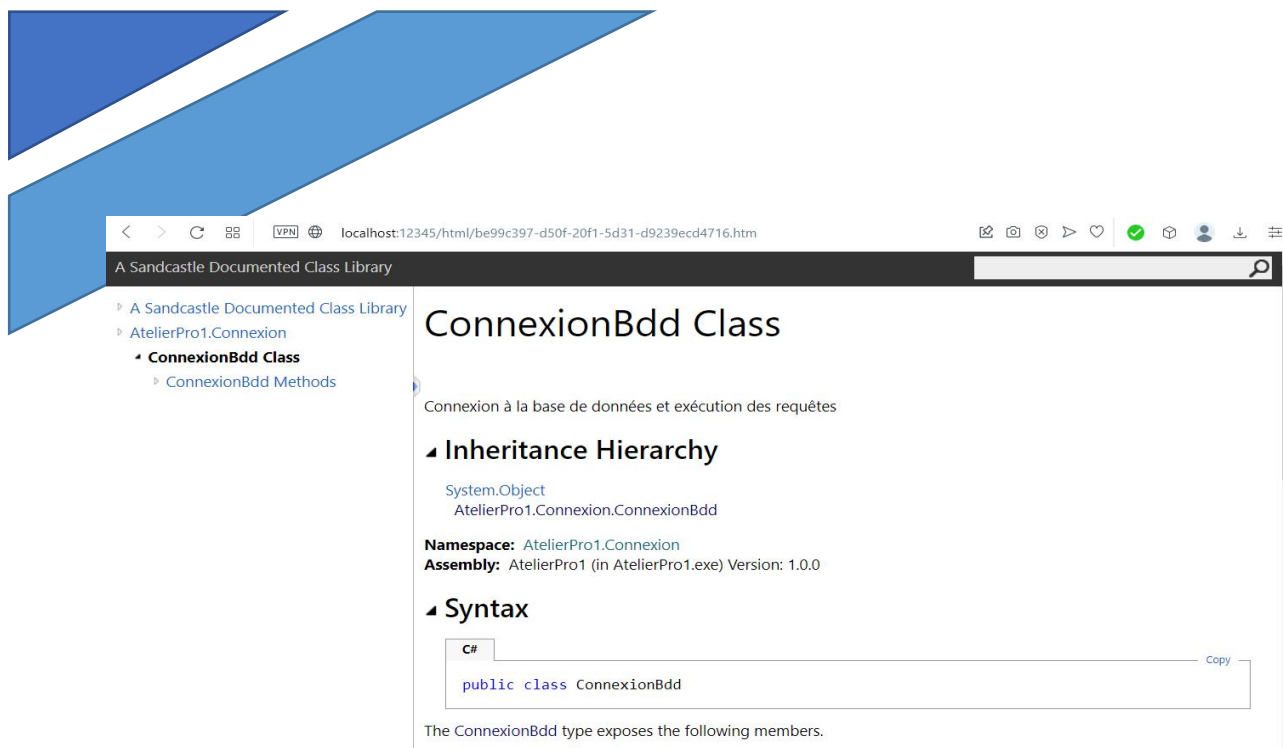 VPN localhost:12345/html/be99c397-d50f-20f1-5d31-d9239ecd4716.htm
A Sandcastle Documented Class Library
A Sandcastle Documented Class Library
AtelierPro1.Connexion
ConnexionBdd Class
ConnexionBdd Methods
ConnexionBdd Class
Connexion à la base de données et exécution des requêtes
Inheritance Hierarchy
System.Object
AtelierPro1.Connexion.ConnexionBdd
Namespace: AtelierPro1.Connexion
Assembly: AtelierPro1 (in AtelierPro1.exe) Version: 1.0.0
Syntax
C#
Copy
public class ConnexionBdd
The ConnexionBdd type exposes the following members.